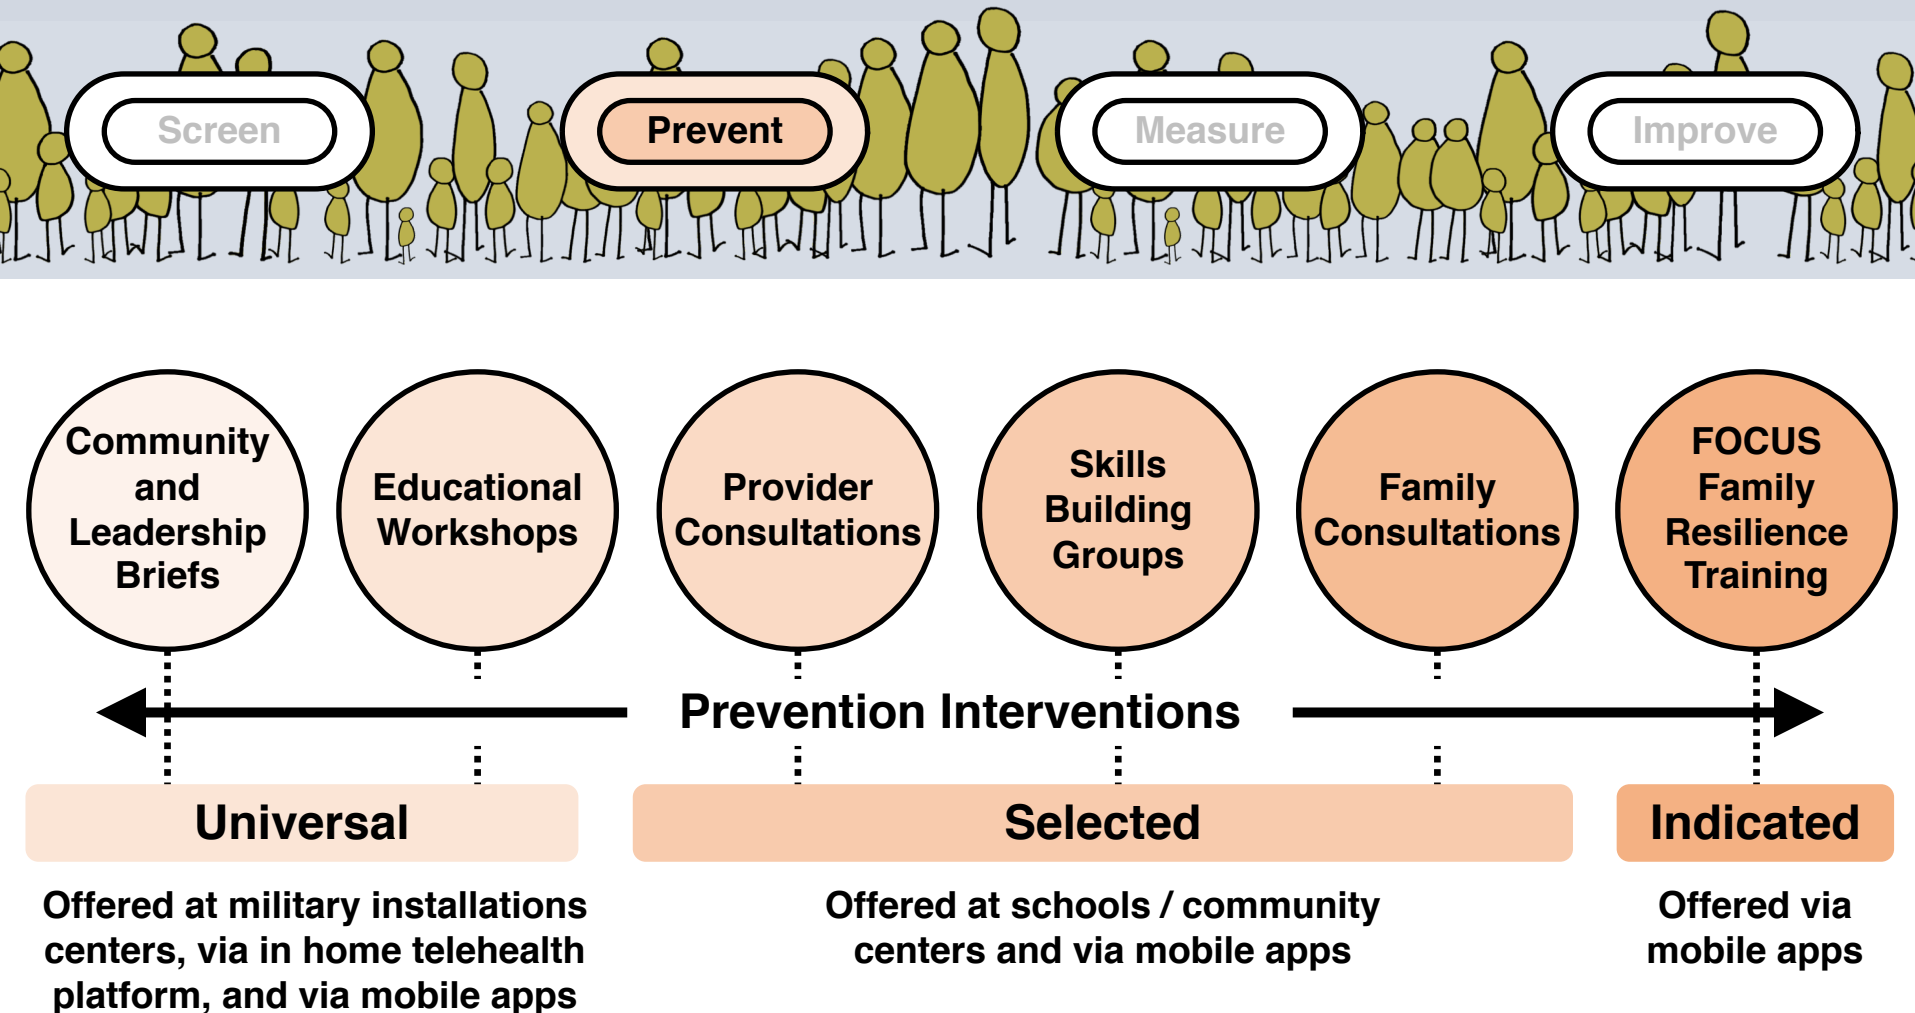 Screen
Prevent
Measure
Improve
Community
and
Leadership
Briefs
Educational
Workshops
Provider
Consultations
Skills
Building
Groups
Family
Consultations
FOCUS
Family
Resilience
Training
Prevention Interventions
Universal
Selected
Indicated
Offered at military installations
centers, via in home telehealth
platform, and via mobile apps
Offered at schools / community
centers and via mobile apps
Offered via
mobile apps